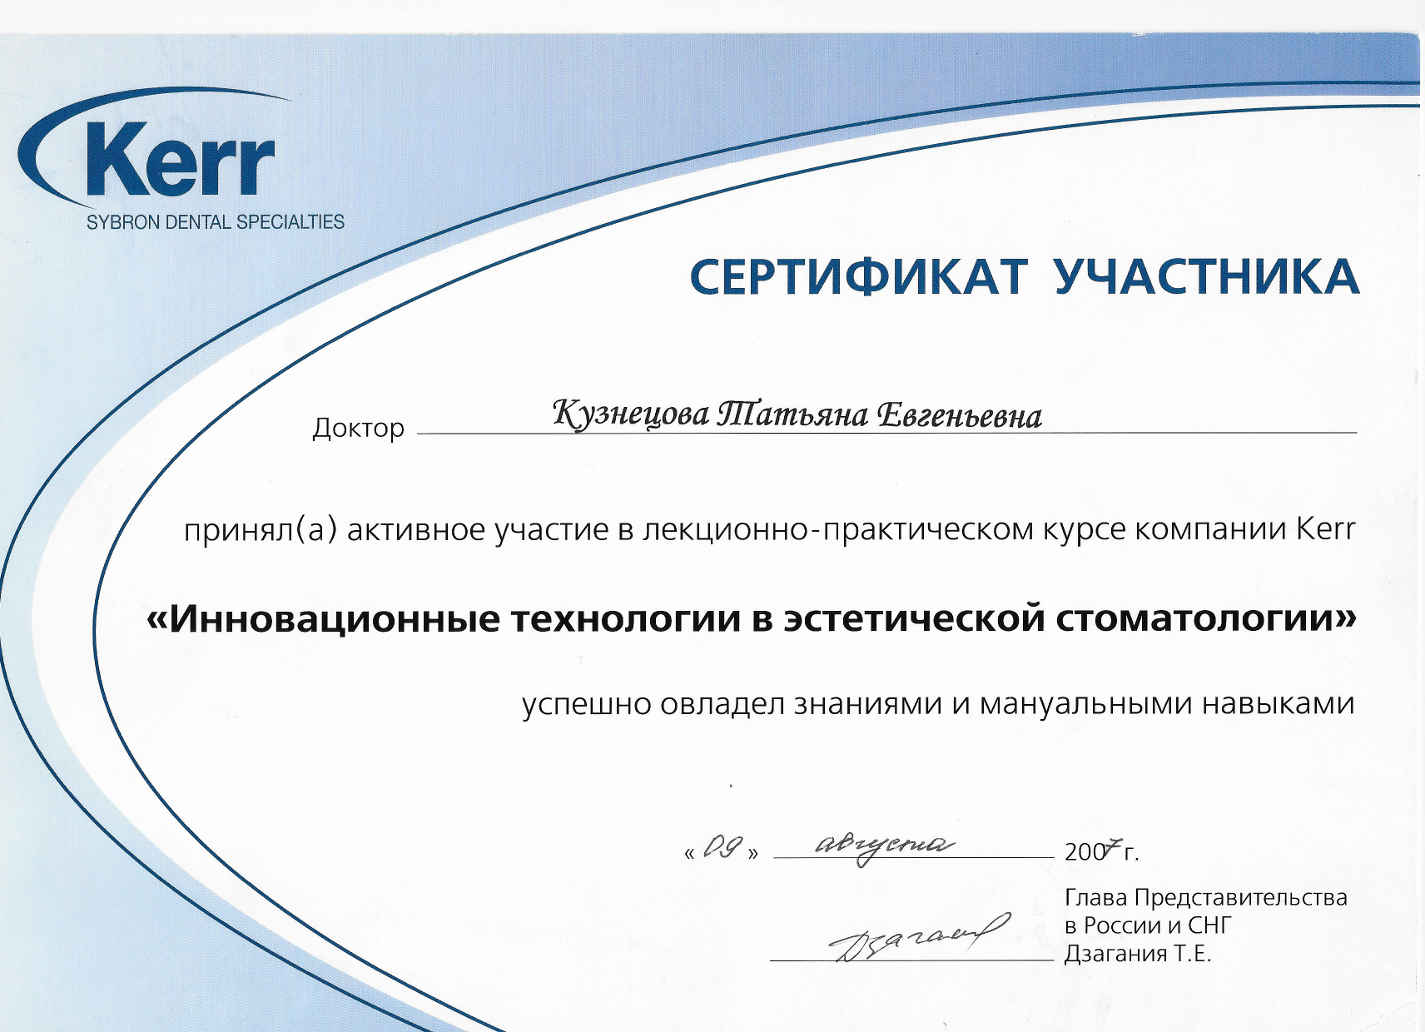 Kerr
SYBRON DENTAL SPECIALTIES
СЕРТИФИКАТ УЧАСТНИКА
Доктор Кузнецова Татьяна Евгеньевна
принял(а) активное участие в лекционно-практическом курсе компании Kerr
«Инновационные технологии в эстетической стоматологии»
успешно овладел знаниями и мануальными навыками
« 09 » августа 2007 г.
Глава Представительства
в России и СНГ
Дзагания Т.Е.